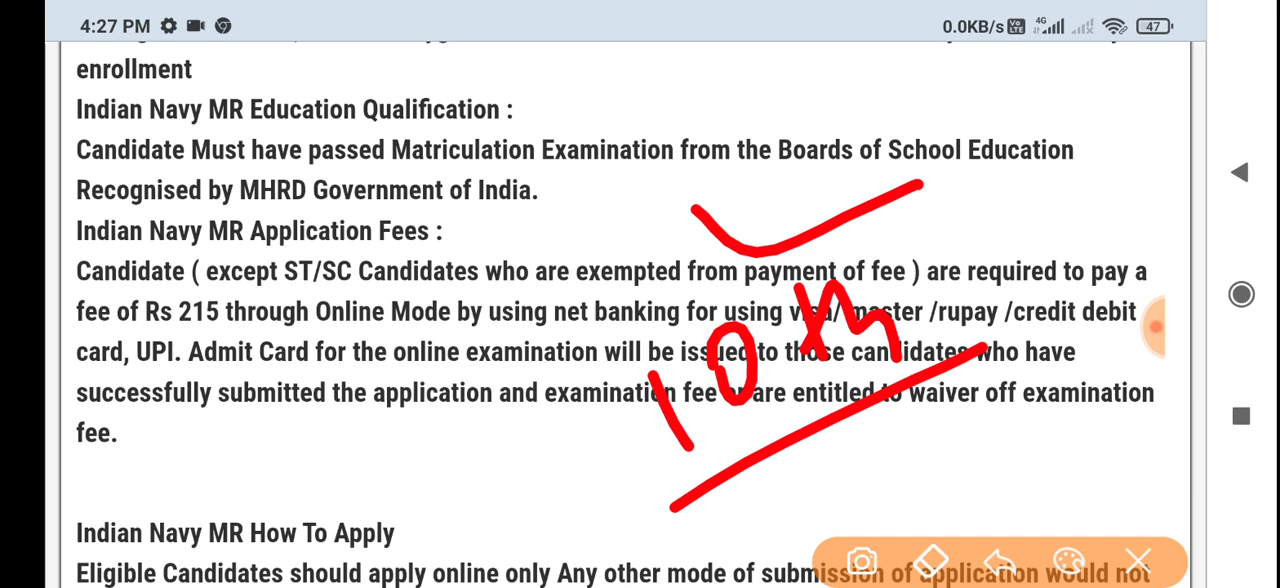 4:27 PM 0.0KB/s Vo LTE 4G 47
enrollment
Indian Navy MR Education Qualification :
Candidate Must have passed Matriculation Examination from the Boards of School Education
Recognised by MHRD Government of India.
Indian Navy MR Application Fees :
Candidate ( except ST/SC Candidates who are exempted from payment of fee ) are required to pay a
fee of Rs 215 through Online Mode by using net banking for using visa/ master /rupay /credit debit
card, UPI. Admit Card for the online examination will be issued to those candidates who have
successfully submitted the application and examination fee or are entitled to waiver off examination
fee.
10
Indian Navy MR How To Apply
Eligible Candidates should apply online only Any other mode of submission of application would not